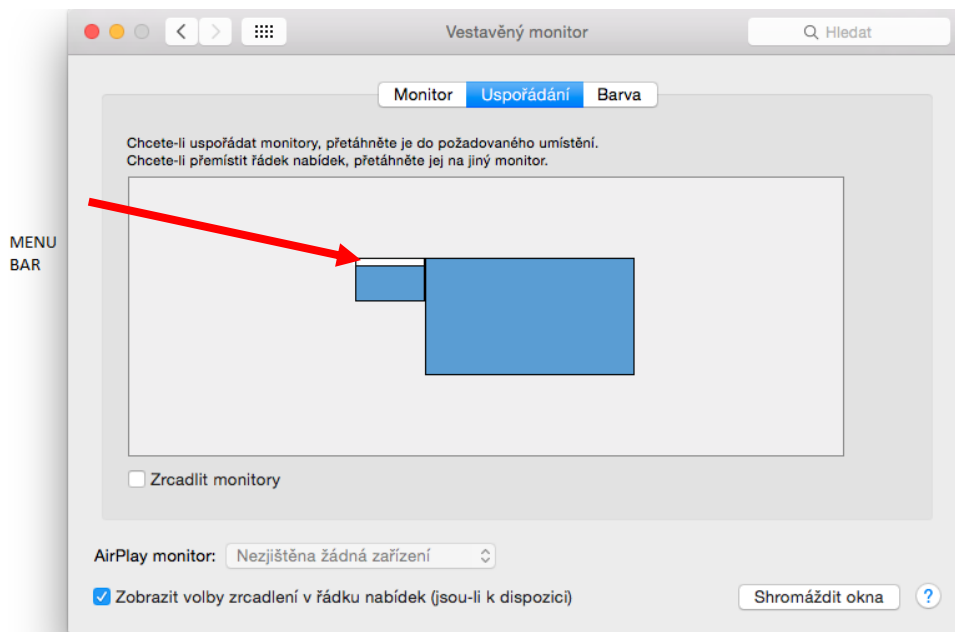 Vestavěný monitor
Hledat
Monitor
Uspořádání
Barva
Chcete-li uspořádat monitory, přetáhněte je do požadovaného umístění.
Chcete-li přemístit řádek nabídek, přetáhněte jej na jiný monitor.
MENU
BAR
Zrcadlit monitory
AirPlay monitor: Nezjištěna žádná zařízení
Zobrazit volby zrcadlení v řádku nabídek (jsou-li k dispozici)
Shromáždit okna
?